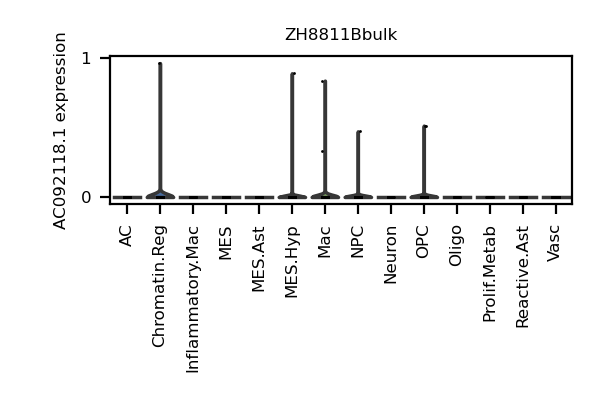 ZH8811Bbulk
AC092118.1 expression
1
0
AC
Chromatin.Reg
Inflammatory.Mac
MES
MES.Ast
MES.Hyp
Mac
NPC
Neuron
OPC
Oligo
Prolif.Metab
Reactive.Ast
Vasc